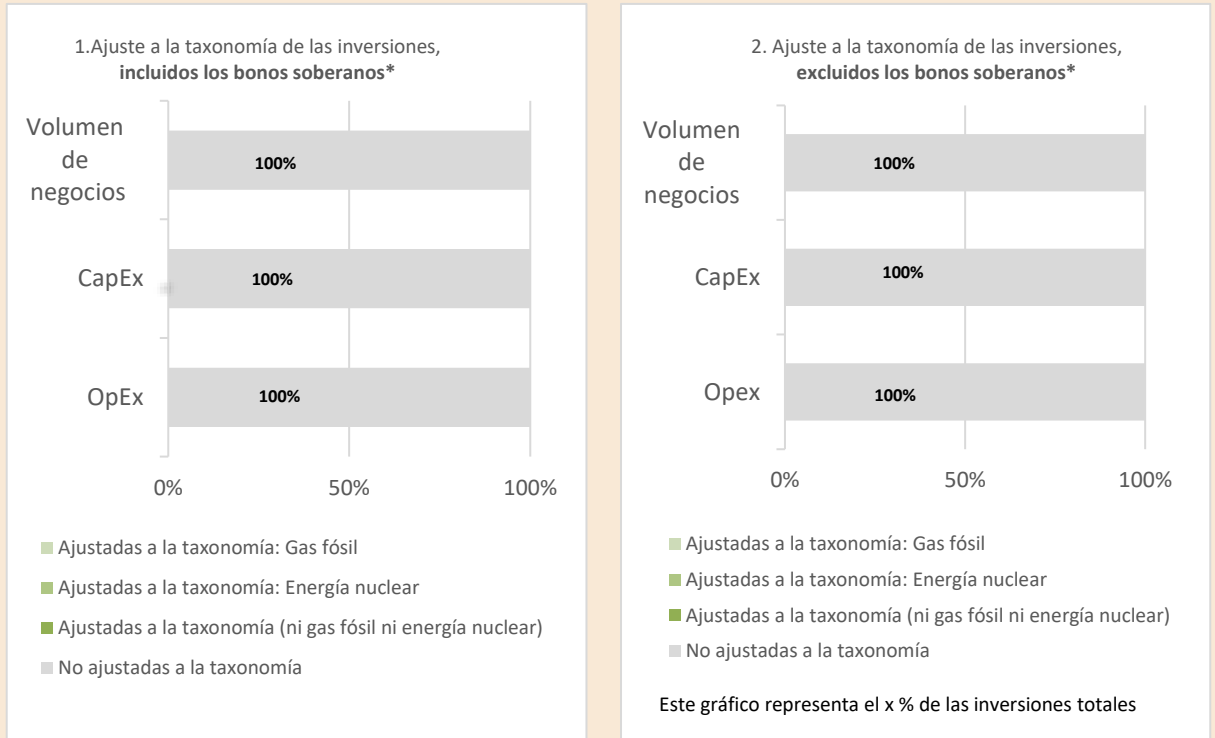 1.Ajuste a la taxonomía de las inversiones,
incluidos los bonos soberanos*
Volumen
de
negocios
100%
CapEx
100%
OpEx
100%
0%
50%
100%
Ajustadas a la taxonomía: Gas fósil
Ajustadas a la taxonomía: Energía nuclear
Ajustadas a la taxonomía (ni gas fósil ni energía nuclear)
No ajustadas a la taxonomía
2. Ajuste a la taxonomía de las inversiones,
excluidos los bonos soberanos*
Volumen
de
negocios
100%
CapEx
100%
Opex
100%
0%
50%
100%
Ajustadas a la taxonomía: Gas fósil
Ajustadas a la taxonomía: Energía nuclear
Ajustadas a la taxonomía (ni gas fósil ni energía nuclear)
No ajustadas a la taxonomía
Este gráfico representa el x % de las inversiones totales